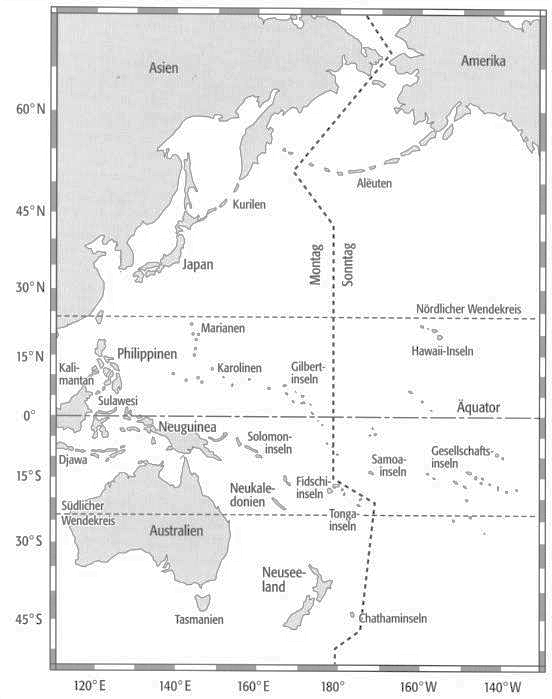 Asien
Amerika
60° N
Alëuten
Kurilen
45° N
Japan
Montag
Sonntag
30° N
Nördlicher Wendekreis
Marianen
Hawaii-Inseln
15° N
Philippinen
Kali-
mantan
Karolinen
Gilbert-
inseln
Sulawesi
Äquator
0°
Neuguinea
Djawa
Solomon-
inseln
Samoa-
inseln
Gesellschafts-
inseln
15° S
Neukale-
donien
Fidschi-
inseln
Tonga-
inseln
Südlicher
Wendekreis
Australien
30° S
Neusee-
land
45° S
Tasmanien
Chathaminseln
120° E
140° E
160° E
180°
160° W
140° W